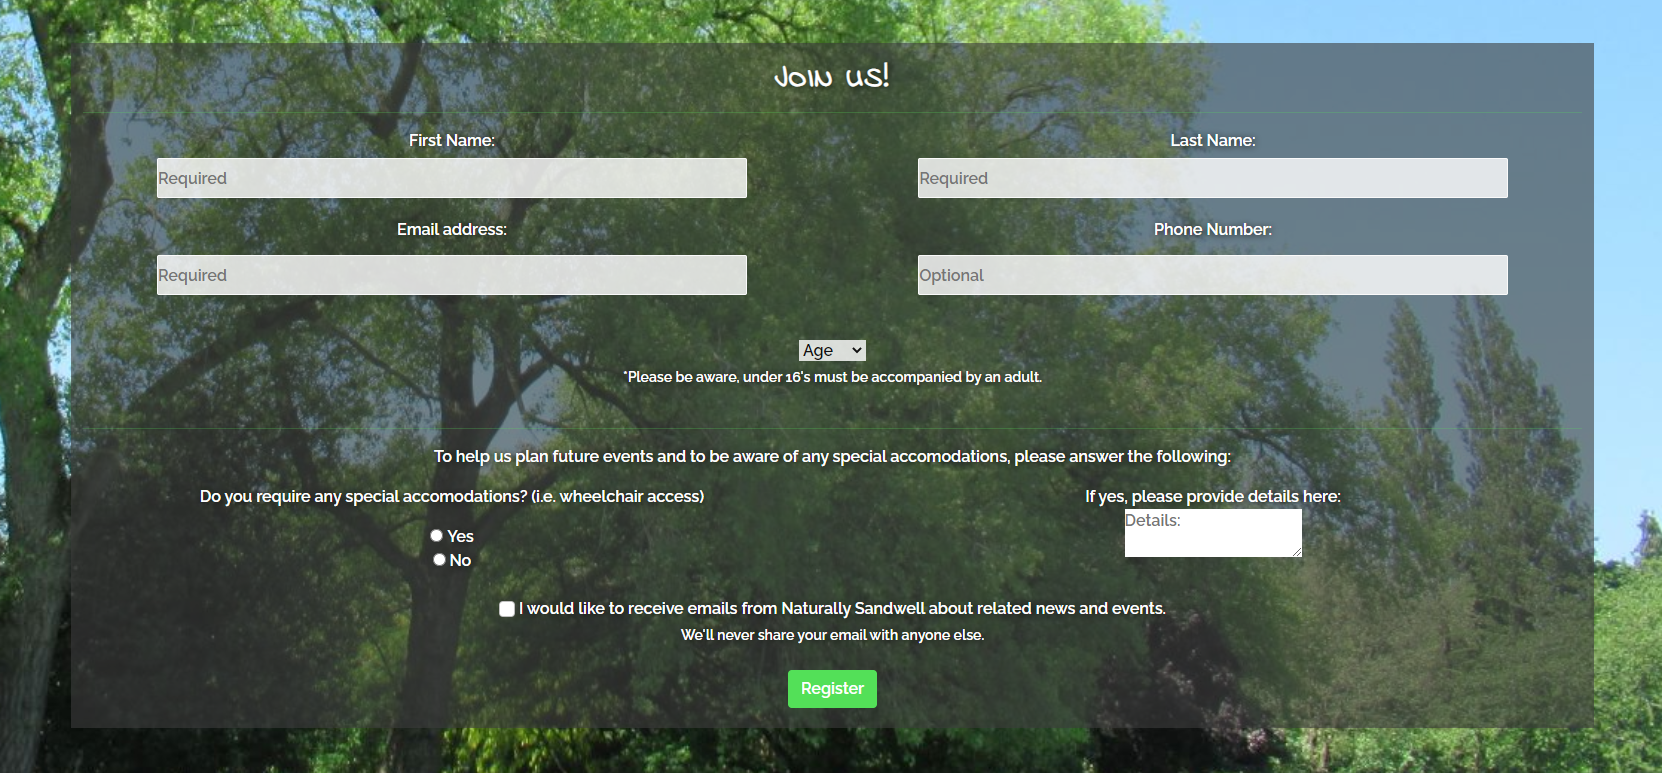 Join us!
First Name:
Last Name:
Required
Required
Email address:
Phone Number:
Required
Optional
Age
*Please be aware, under 16's must be accompanied by an adult.
To help us plan future events and to be aware of any special accomodations, please answer the following:
Do you require any special accomodations? (i.e. wheelchair access)
If yes, please provide details here:
Details:
Yes
No
I would like to receive emails from Naturally Sandwell about related news and events.
We'll never share your email with anyone else.
Register